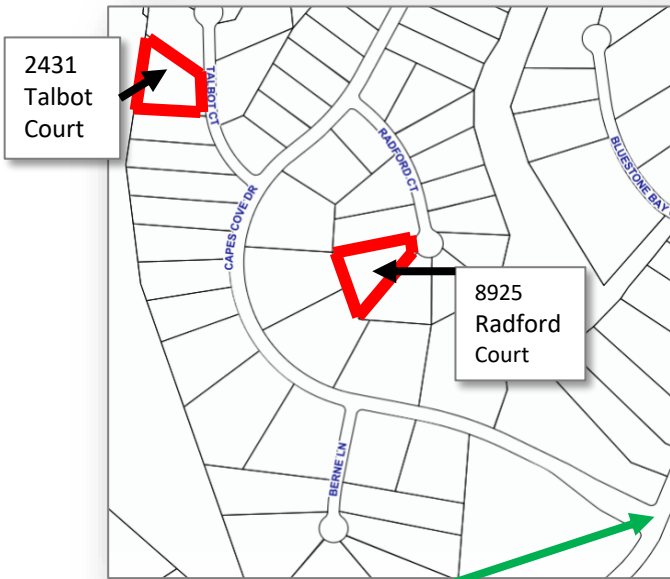 2431
Talbot
Court
TALBOT CT
RADFORD CT
BLUESTONE BAY
CAPES COVE DR
8925
Radford
Court
BERNE LN